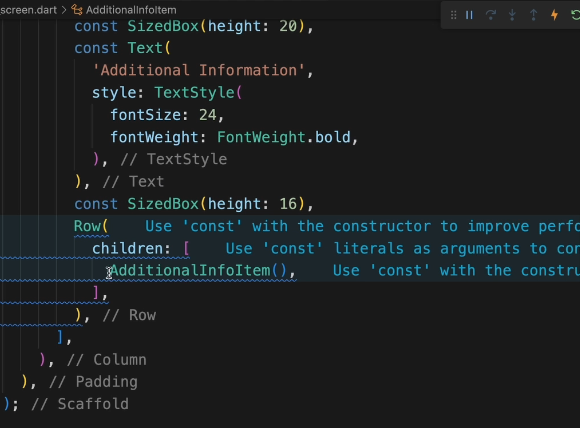 screen.dart > AdditionalInfoItem
const SizedBox(height: 20),
const Text(
'Additional Information',
style: TextStyle(
fontSize: 24,
fontWeight: FontWeight.bold,
), // TextStyle
), // Text
const SizedBox(height: 16),
Row( Use 'const' with the constructor to improve perfo
children: [ Use 'const' literals as arguments to con
AdditionalInfoItem(), Use 'const' with the constru
],
), // Row
],
), // Column
), // Padding
); // Scaffold